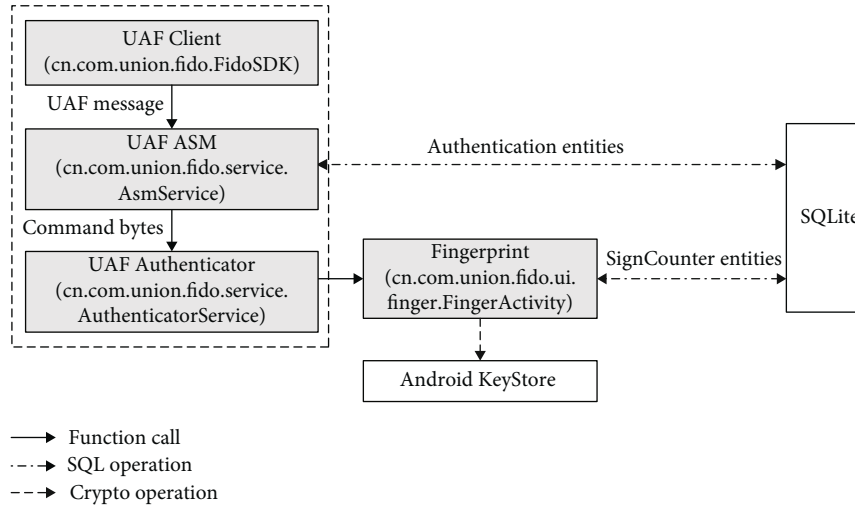 UAF Client
(cn.com.union.fido.FidoSDK)
UAF message
UAF ASM
(cn.com.union.fido.service.
AsmService)
Authentication entities
SQLite
Command bytes
UAF Authenticator
(cn.com.union.fido.service.
AuthenticatorService)
Fingerprint
(cn.com.union.fido.ui.
finger.FingerActivity)
SignCounter entities
Android KeyStore
Function call
SQL operation
Crypto operation